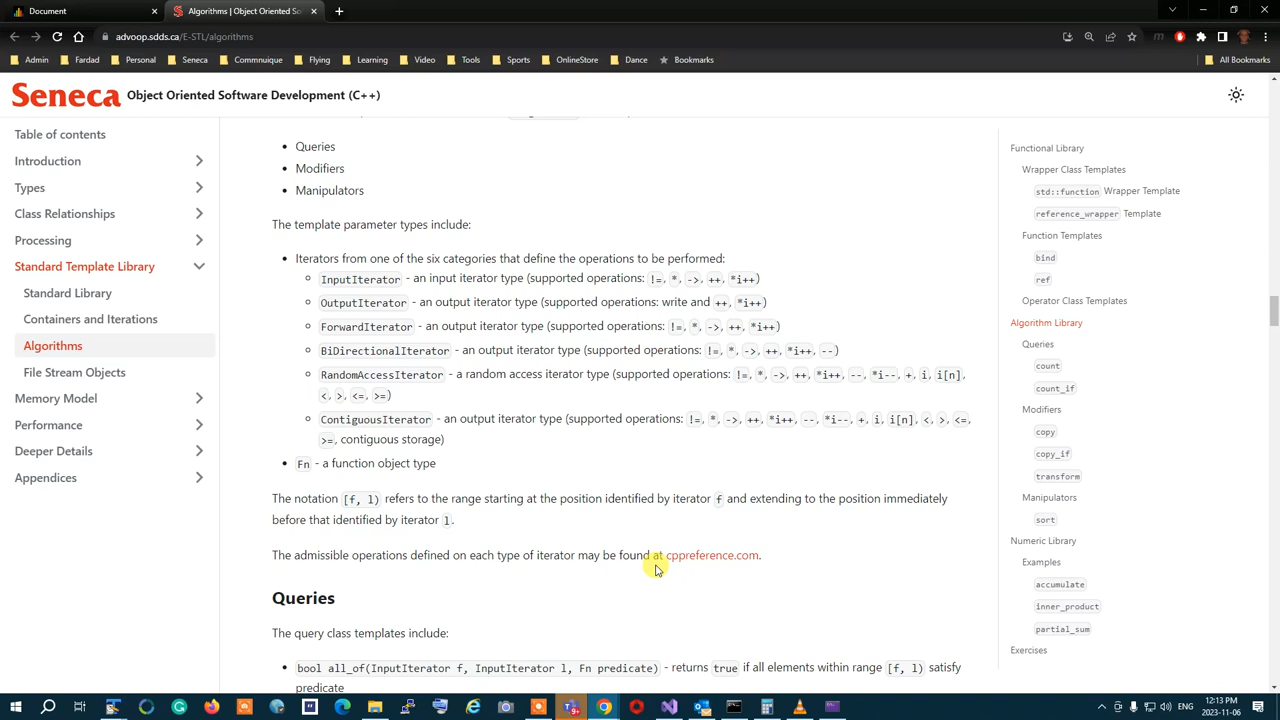 Document
Algorithms | Object Oriented So
advoop.sdds.ca/E-STL/algorithms
Admin Fardad Personal Seneca Commnuique Flying Learning Video Tools Sports OnlineStore Dance Bookmarks All Bookmarks
Seneca Object Oriented Software Development (C++)
Table of contents
Introduction
Types
Class Relationships
Processing
Standard Template Library
Standard Library
Containers and Iterations
Algorithms
File Stream Objects
Memory Model
Performance
Deeper Details
Appendices
• Queries
• Modifiers
• Manipulators
The template parameter types include:
• Iterators from one of the six categories that define the operations to be performed:
InputIterator - an input iterator type (supported operations: !=, *, ->, ++, *i++)
OutputIterator - an output iterator type (supported operations: write and ++, *i++)
ForwardIterator - an output iterator type (supported operations: !=, *, ->, ++, *i++)
BiDirectionalIterator - an output iterator type (supported operations: !=, *, ->, ++, *i++, --)
RandomAccessIterator - a random access iterator type (supported operations: !=, *, ->, ++, *i++, --, *i--, +, i, i[n],
<, >, <=, >=)
ContiguousIterator - an output iterator type (supported operations: !=, *, ->, ++, *i++, --, *i--, +, i, i[n], <, >, <=,
>=, contiguous storage)
• Fn - a function object type
The notation [f, l) refers to the range starting at the position identified by iterator f and extending to the position immediately
before that identified by iterator l.
The admissible operations defined on each type of iterator may be found at cppreference.com.
Queries
The query class templates include:
• bool all_of(InputIterator f, InputIterator l, Fn predicate) - returns true if all elements within range [f, l) satisfy
predicate
Functional Library
Wrapper Class Templates
std::function Wrapper Template
reference_wrapper Template
Function Templates
bind
ref
Operator Class Templates
Algorithm Library
Queries
count
count_if
Modifiers
copy
copy_if
transform
Manipulators
sort
Numeric Library
Examples
accumulate
inner_product
partial_sum
Exercises
ENG
12:13 PM
2023-11-06